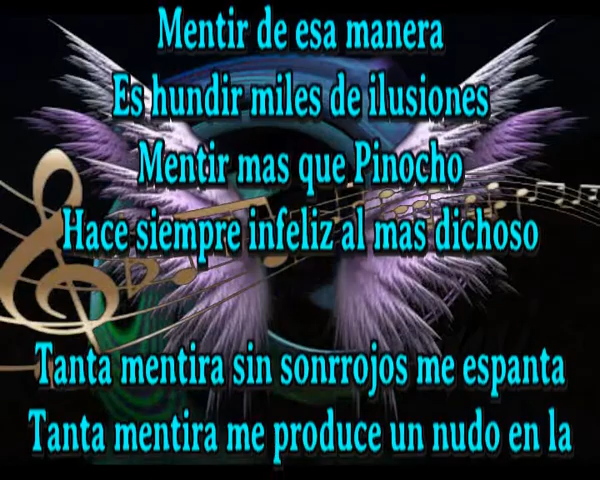 Mentir de esa manera
Es hundir miles de ilusiones
Mentir mas que Pinocho
Hace siempre infeliz al mas dichoso
Tanta mentira sin sonrrojos me espanta
Tanta mentira me produce un nudo en la